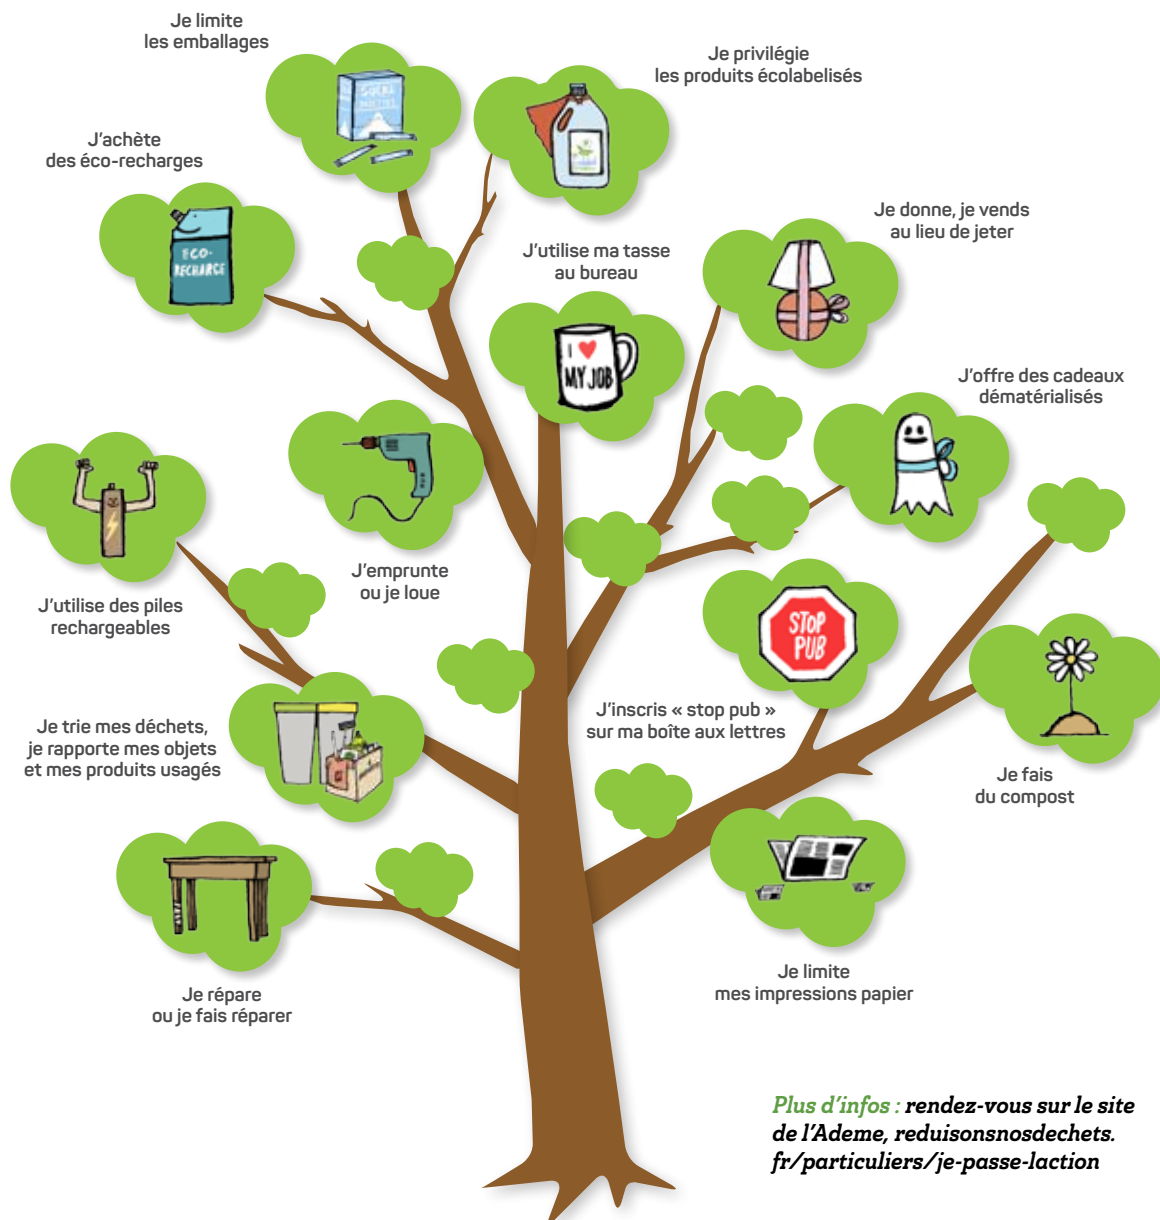 Je limite
les emballages
Je privilégie
les produits écolabelisés
J'achète
des éco-recharges
SUCRE
ECO-
RECHARGE
Je donne, je vends
au lieu de jeter
J'utilise ma tasse
au bureau
I ♥
MY JOB
J'offre des cadeaux
dématérialisés
J'emprunte
ou je loue
J'utilise des piles
rechargeables
STOP
PUB
J'inscris « stop pub »
sur ma boîte aux lettres
Je trie mes déchets,
je rapporte mes objets
et mes produits usagés
Je fais
du compost
Je répare
ou je fais réparer
Je limite
mes impressions papier
Plus d'infos : rendez-vous sur le site
de l'Ademe, reduisonsnosdechets.
fr/particuliers/je-passe-laction